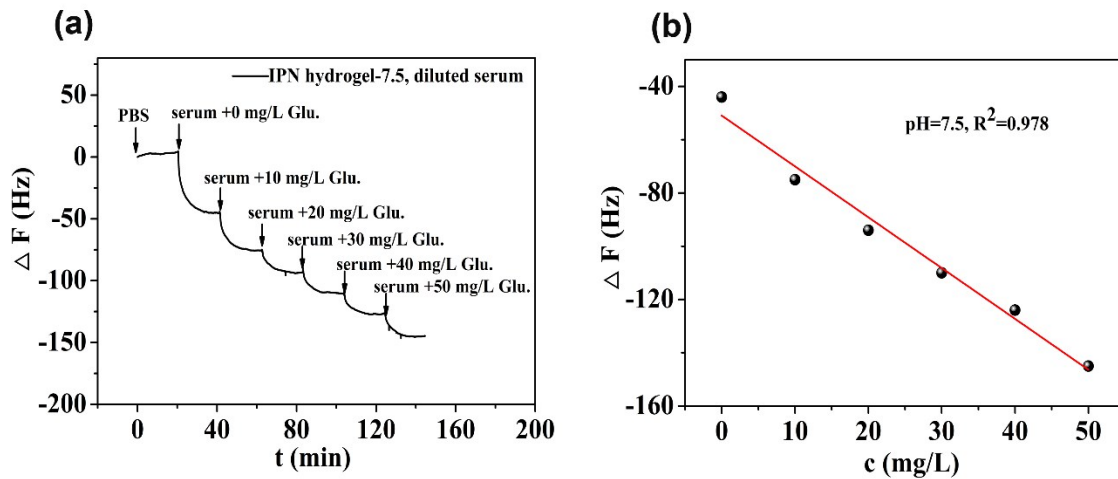 (a)
IPN hydrogel-7.5, diluted serum
PBS
serum +0 mg/L Glu.
serum +10 mg/L Glu.
serum +20 mg/L Glu.
serum +30 mg/L Glu.
serum +40 mg/L Glu.
serum +50 mg/L Glu.
50
0
-50
-100
-150
-200
△ F (Hz)
0 40 80 120 160 200
t (min)
(b)
pH=7.5, R²=0.978
-40
-80
-120
-160
△ F (Hz)
0 10 20 30 40 50
c (mg/L)